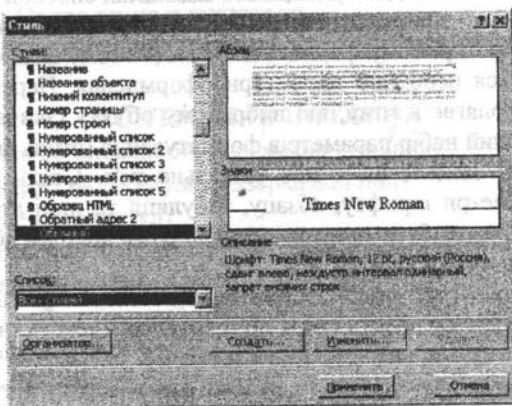 Стиль
Стили:
Название
Название объекта
Нижний колонтитул
Номер страницы
Номер строки
Нумерованный список
Нумерованный список 2
Нумерованный список 3
Нумерованный список 4
Нумерованный список 5
Образец HTML
Обратный адрес 2
Обычный
Список:
Всех стилей
Абзац
Знаки
Times New Roman
Описание
Шрифт: Times New Roman, 12 pt, русский (Россия),
сдвиг влево, междустр.интервал одинарный,
запрет висячих строк
Организатор...
Создать...
Изменить...
Удалить...
Применить
Отмена